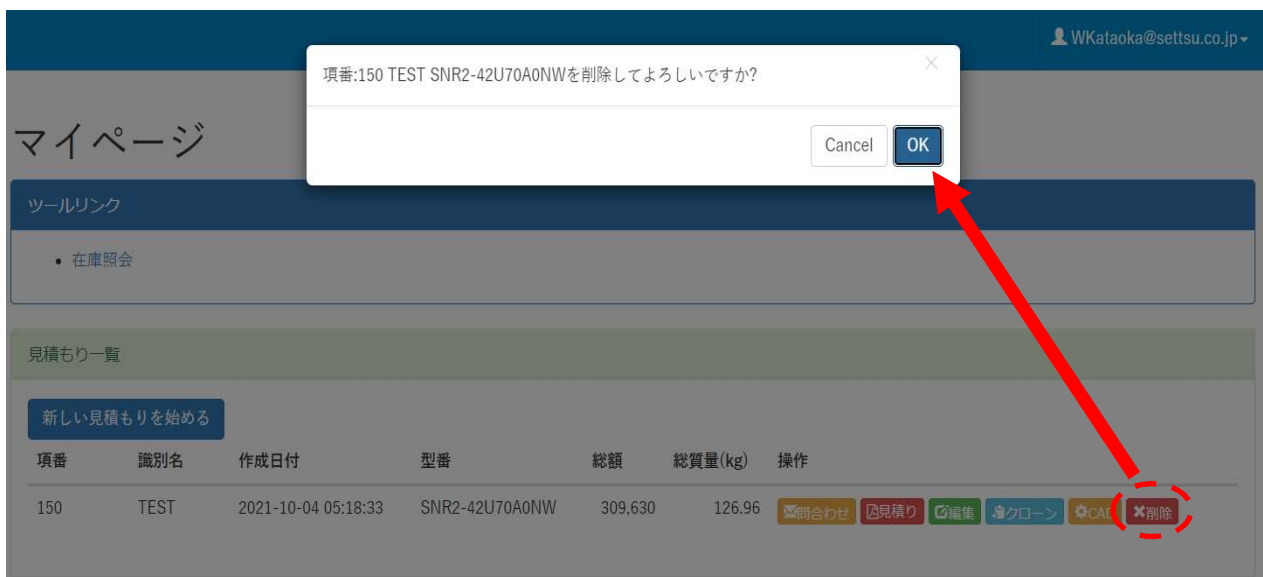 WKataoka@settsu.co.jp
項番:150 TEST SNR2-42U70A0NWを削除してよろしいですか?
×
Cancel OK
マイページ
ツールリンク
• 在庫照会
見積もり一覧
新しい見積もりを始める
項番 識別名 作成日付 型番 総額 総質量(kg) 操作
150 TEST 2021-10-04 05:18:33 SNR2-42U70A0NW 309,630 126.96 問合わせ 見積り 編集 クローン CAD ✖削除